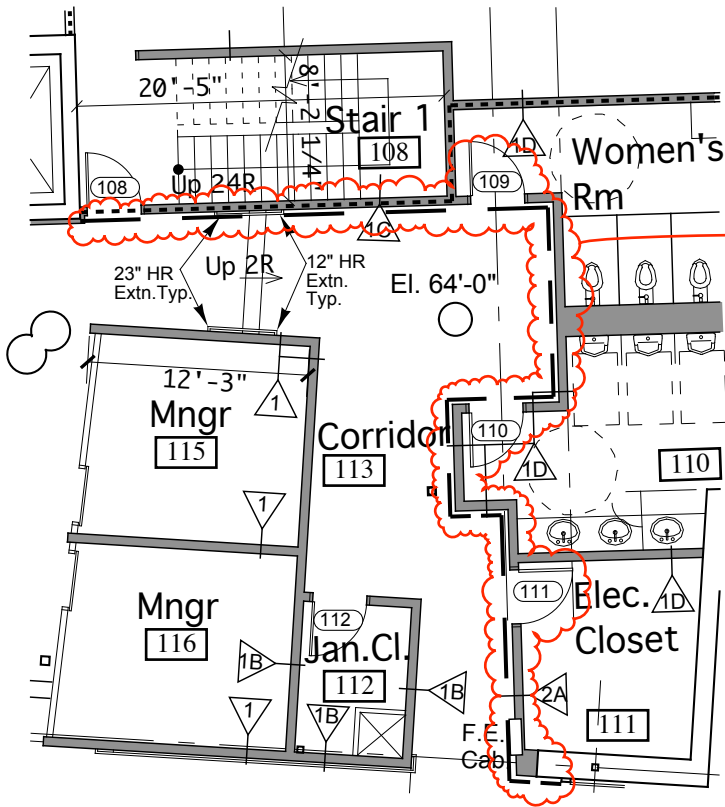 20'-5"
8'-2 1/4"
Stair 1
108
1D
Women's
Rm
108
Up 24R
109
1C
23" HR
Extn.Typ.
Up 2R
12" HR
Extn.
Typ.
El. 64'-0"
12'-3"
1
Mngr
115
Corridor
113
110
1D
110
1
Mngr
116
112
Jan.Cl.
112
111
Elec.
Closet
1D
1B
1B
1B
1
2A
F.E.
Cab
111